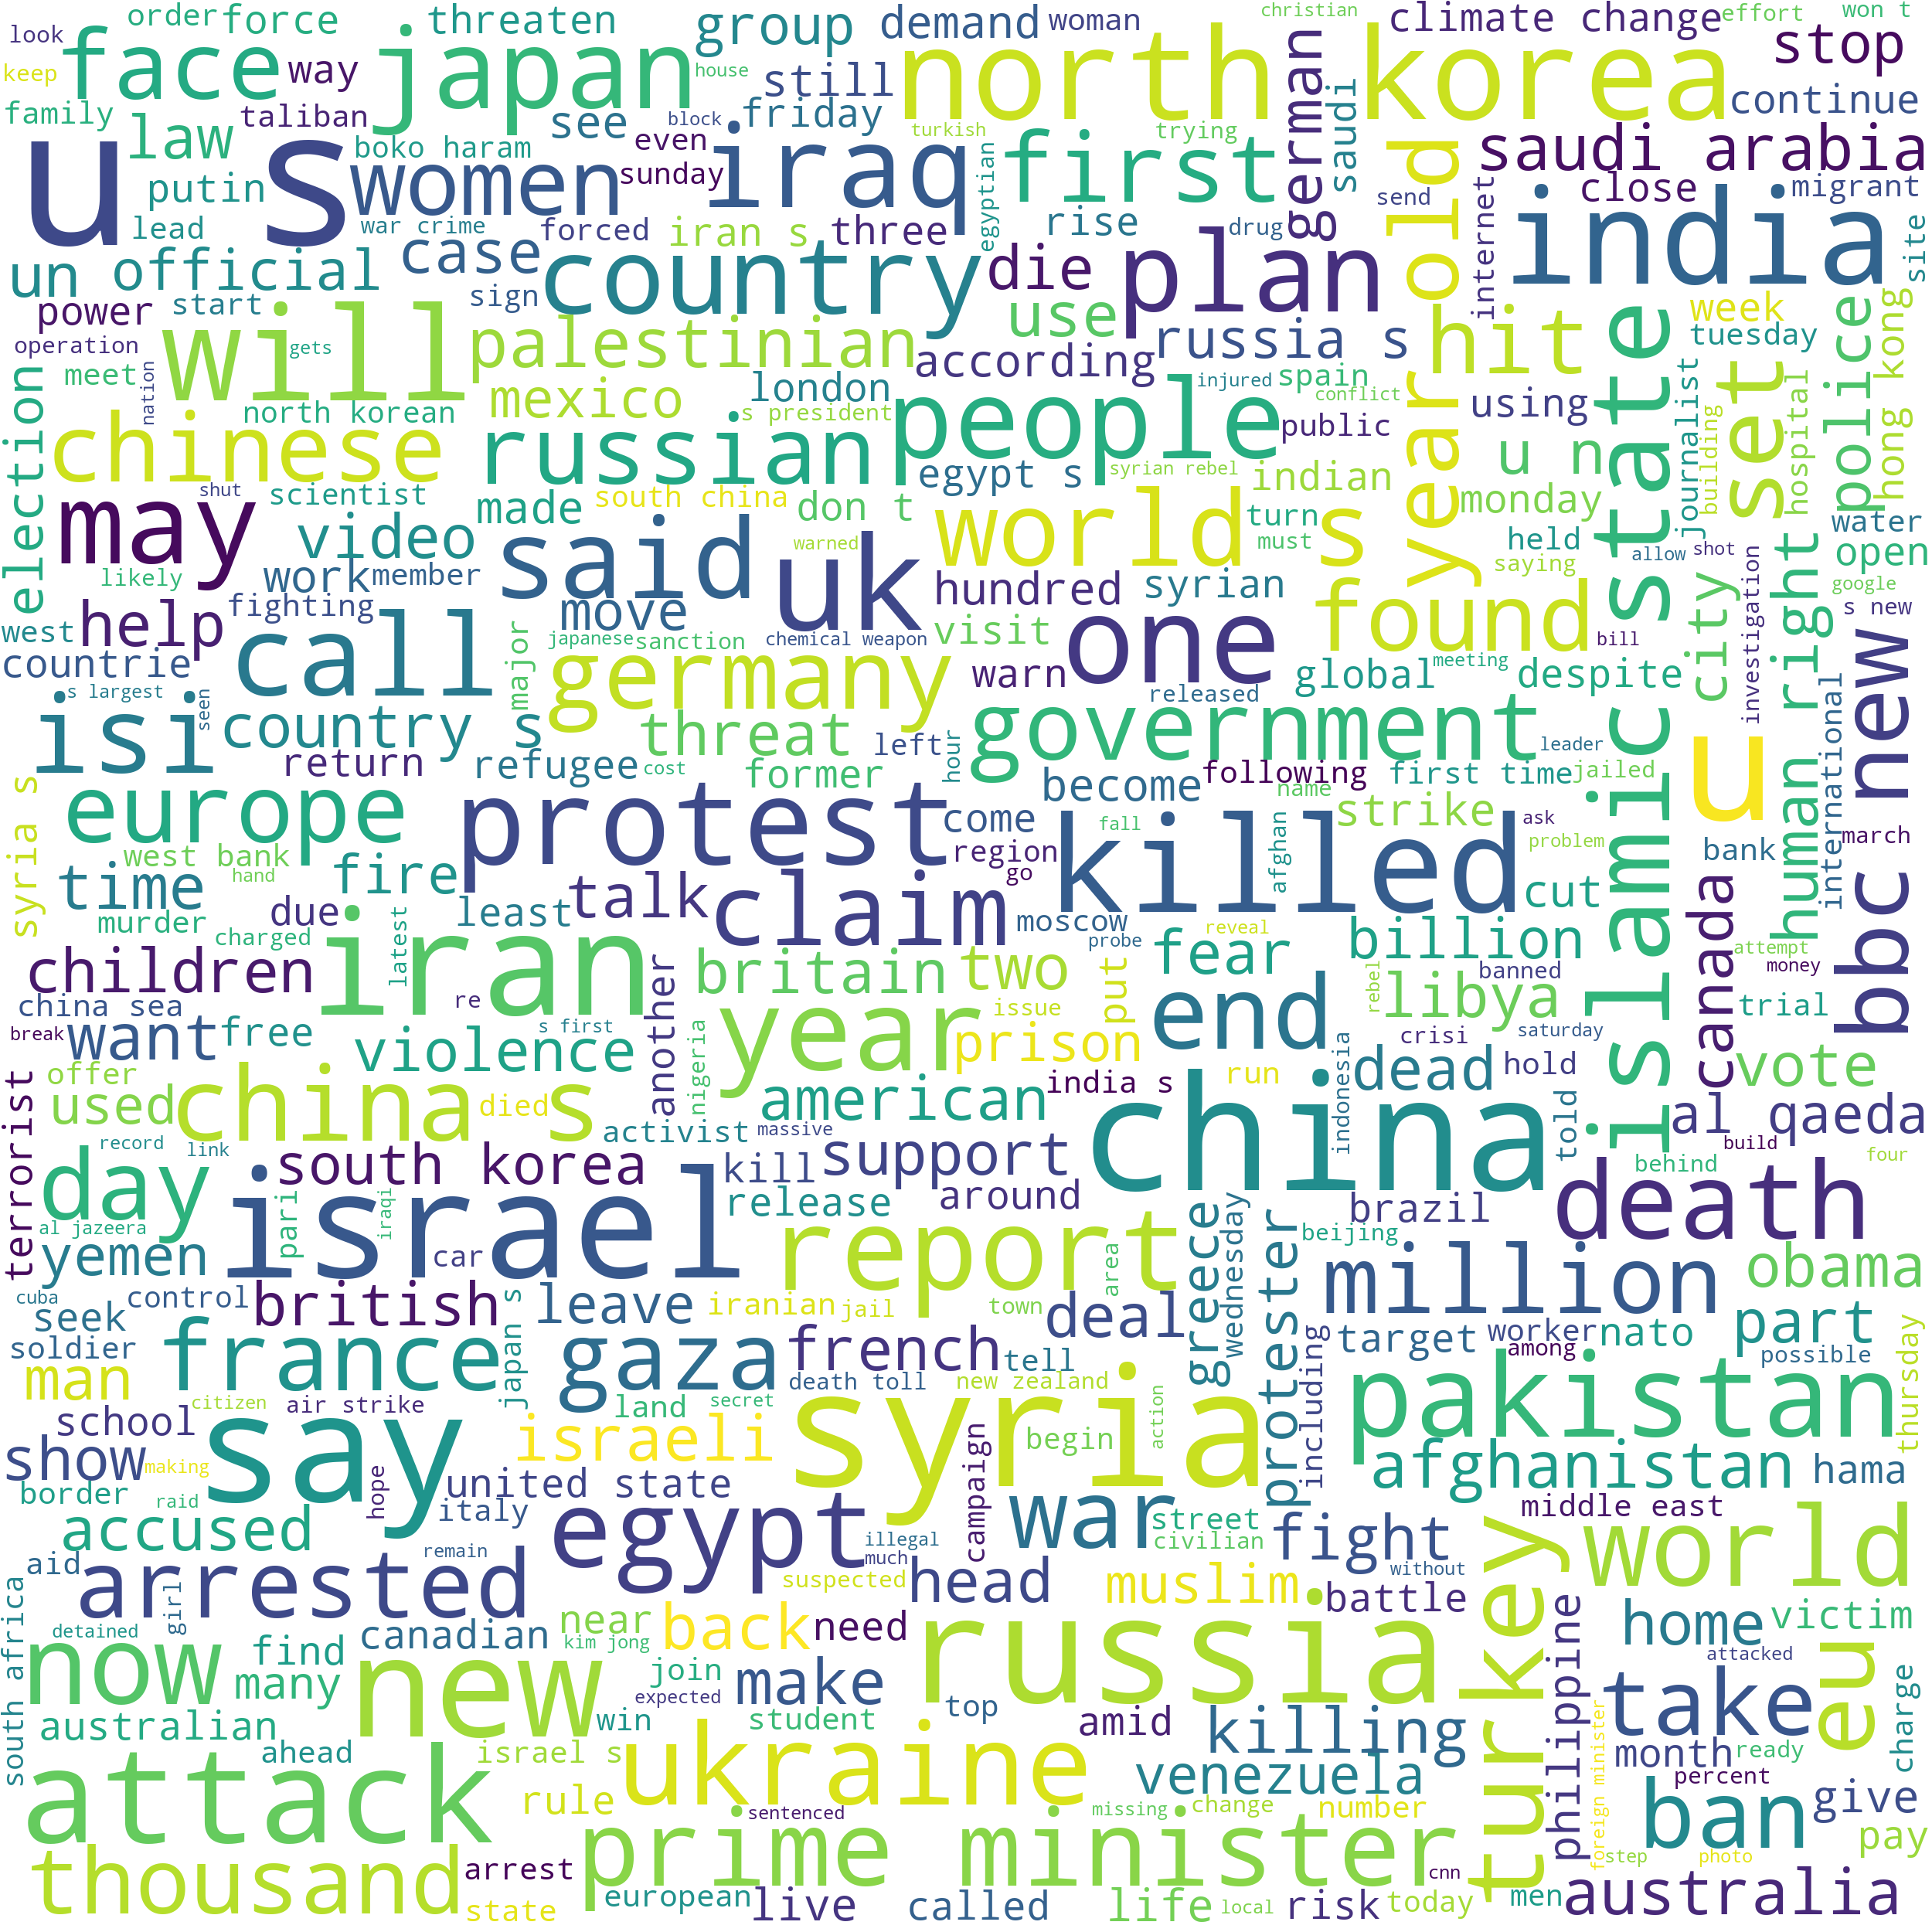 look
order
force
threaten
group
demand
woman
christian
climate change
effort
won t
keep
face
way
japan
house
still
north korea
german
saudi
stop
family
law
taliban
see
friday
continue
boko haram
block
even
iraq
turkish
first
trying
old
saudi arabia
u s
women
sunday
putin
egyptian
internet
send
close
migrant
lead
war crime
forced
iran s
three
rise
drug
india
site
un
official
case
country
die
plan
power
start
sign
use
hit
state
week
police
hong kong
operation
will
gets
palestinian
according
russia s
tuesday
election
meet
nation
london
injured
spain
journalist
set
hospital
north korean
mexico
s president
people
conflict
year
using
building
chinese
russian
public
egypt s
syrian rebel
indian
u n
shut
scientist
south china
made
don t
monday
may
video
said
world s
turn
held
water
likely
work
member
uk
warned
must
saying
allow
shot
open
human right
fighting
move
hundred
syrian
found
city
google
help
west
call
major
japanese
sanction
chemical weapon
visit
one
bill
investigation
s new
countrie
germany
warn
global
meeting
despite
bbc new
s largest
seen
released
international
isi
country s
threat
left
hour
government
leader
u
return
refugee
cost
former
become
following
first time
jailed
syria s
europe
protest
come
name
strike
ask
islamic
west bank
fall
killed
problem
bank
march
time
hand
fire
region
afghan
murder
due
least
talk
claim
go
moscow
cut
canada
charged
latest
probe
reveal
billion
attempt
children
iran
another
britain
two
put
fear
rebel
banned
money
china sea
re
year
issue
libya
trial
break
want
free
s first
prison
end
crisi
saturday
violence
nigeria
indonesia
offer
india s
run
dead
hold
vote
terrorist
used
china s
died
american
record
link
activist
massive
china
told
al qaeda
build
day
south korea
kill
support
behind
four
release
around
death
al jazeera
pari
iraqi
israel
report
greece
wednesday
brazil
yemen
car
area
protester
beijing
cuba
control
iranian
jail
town
million
obama
seek
british
leave
deal
soldier
france
japan s
gaza
french
tell
including
target
worker
nato
part
among
possible
thursday
man
death toll
new zealand
pakistan
citizen
air strike
land
secret
school
say
israeli
syria
campaign
begin
action
show
making
afghanistan
hama
border
raid
hope
united state
italy
middle east
accused
egypt
war
street
turkey
world
aid
remain
illegal
civilian
fight
south africa
arrested
girl
much
suspected
head
muslim
without
battle
philippine
detained
near
back
need
home
victim
now
find
canadian
kim jong
russia
attacked
eu
many
new
join
make
take
charge
expected
australian
win
student
top
amid
killing
foreign minister
month
ready
attack
ahead
israel s
ukraine
venezuela
percent
rule
change
number
ban
give
thousand
sentenced
missing
arrest
prime minister
cnn
step
photo
pay
state
european
live
called
life
local
risk
today
men
australia